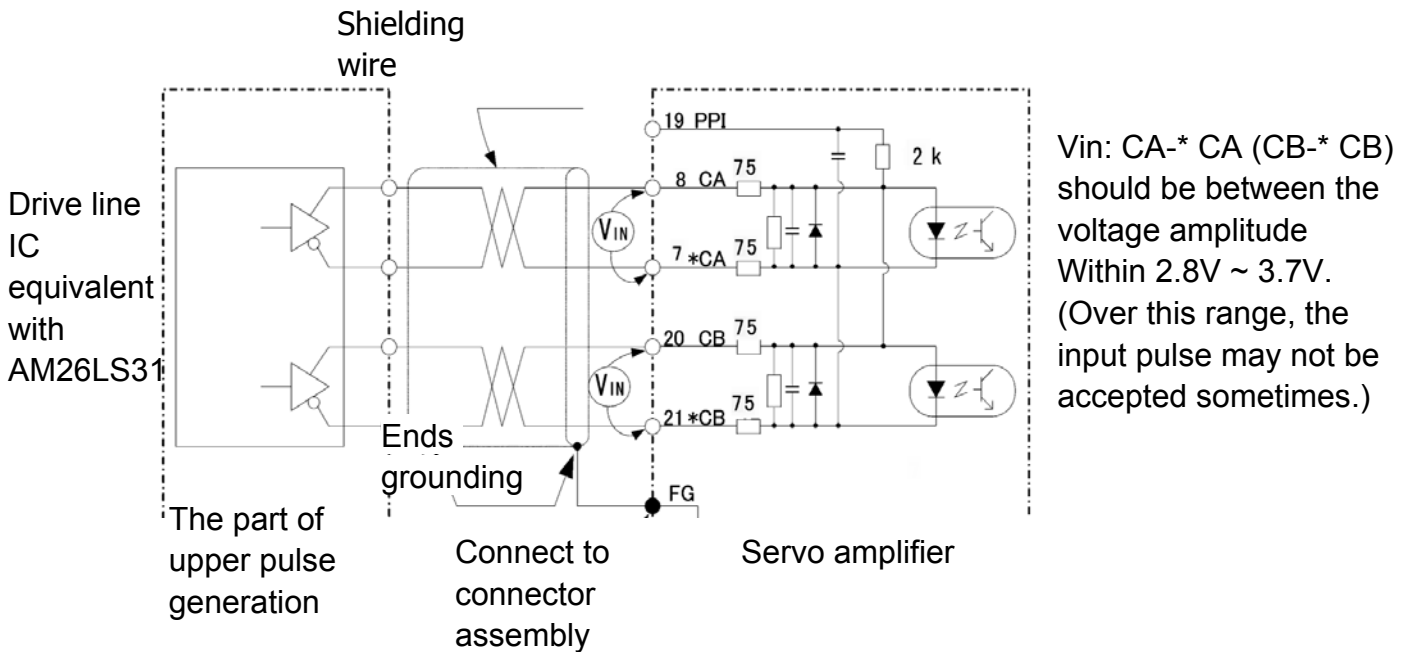 Shielding
wire
19 PPI
2 k
75
8 CA
VIN
75
7 *CA
75
20 CB
VIN
75
21 *CB
FG
Drive line
IC
equivalent
with
AM26LS31
Ends
grounding
The part of
upper pulse
generation
Connect to
connector
assembly
Servo amplifier
Vin: CA-* CA (CB-* CB)
should be between the
voltage amplitude
Within 2.8V ~ 3.7V.
(Over this range, the
input pulse may not be
accepted sometimes.)